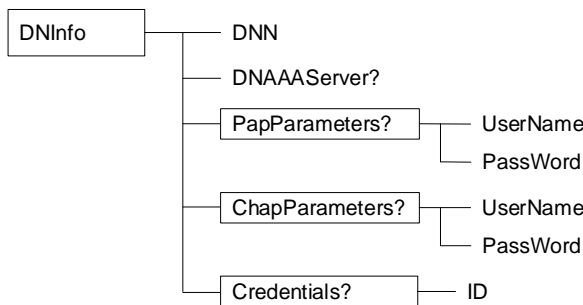 DNInfo
DNN
DNAAAServer?
PapParameters?
UserName
PassWord
ChapParameters?
UserName
PassWord
Credentials?
ID